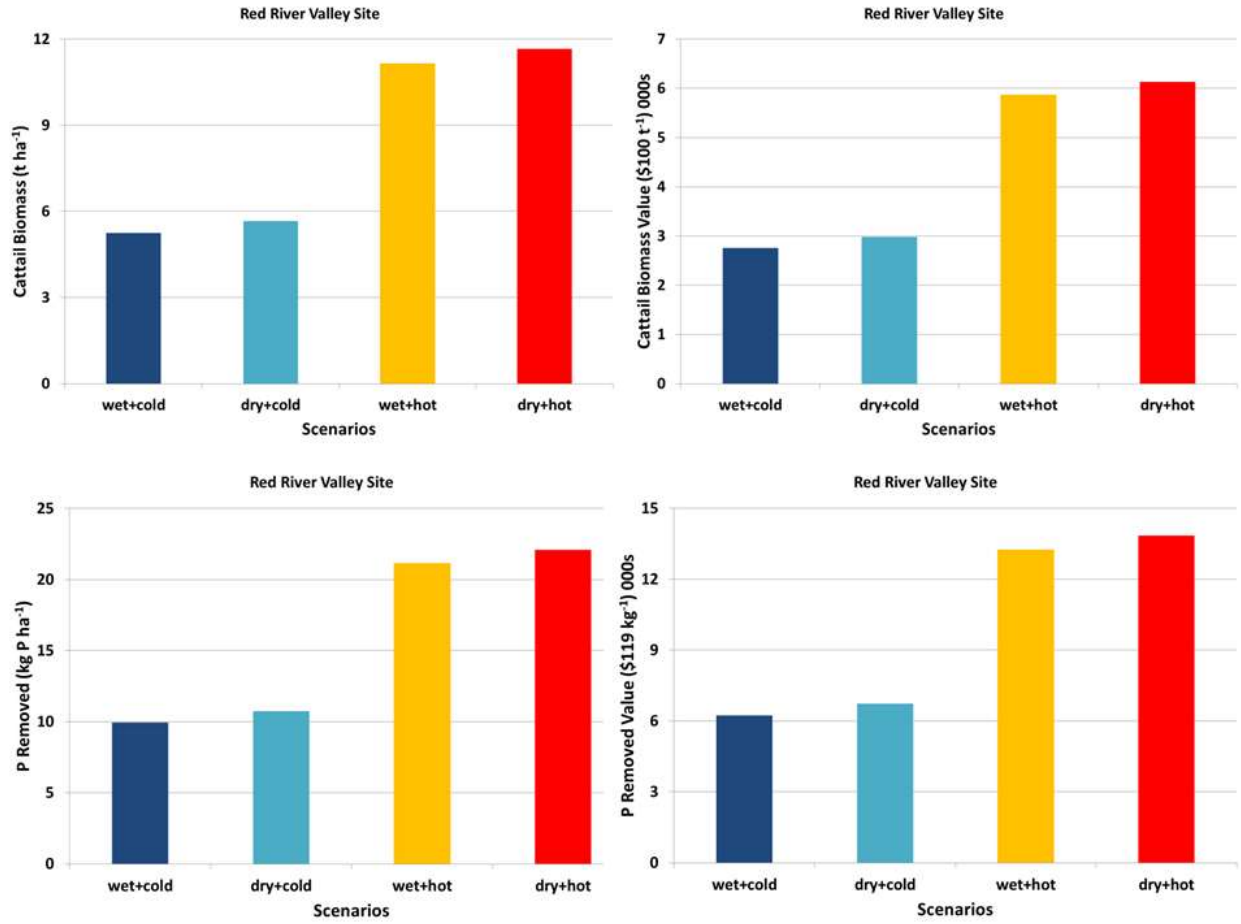 Red River Valley Site
Cattail Biomass (t ha⁻¹)
12
9
6
3
0
wet+cold dry+cold wet+hot dry+hot
Scenarios
Red River Valley Site
Cattail Biomass Value ($100 t⁻¹) 000s
7
6
5
4
3
2
1
0
wet+cold dry+cold wet+hot dry+hot
Scenarios
Red River Valley Site
P Removed (kg P ha⁻¹)
25
20
15
10
5
0
wet+cold dry+cold wet+hot dry+hot
Scenarios
Red River Valley Site
P Removed Value ($119 kg⁻¹) 000s
15
12
9
6
3
0
wet+cold dry+cold wet+hot dry+hot
Scenarios